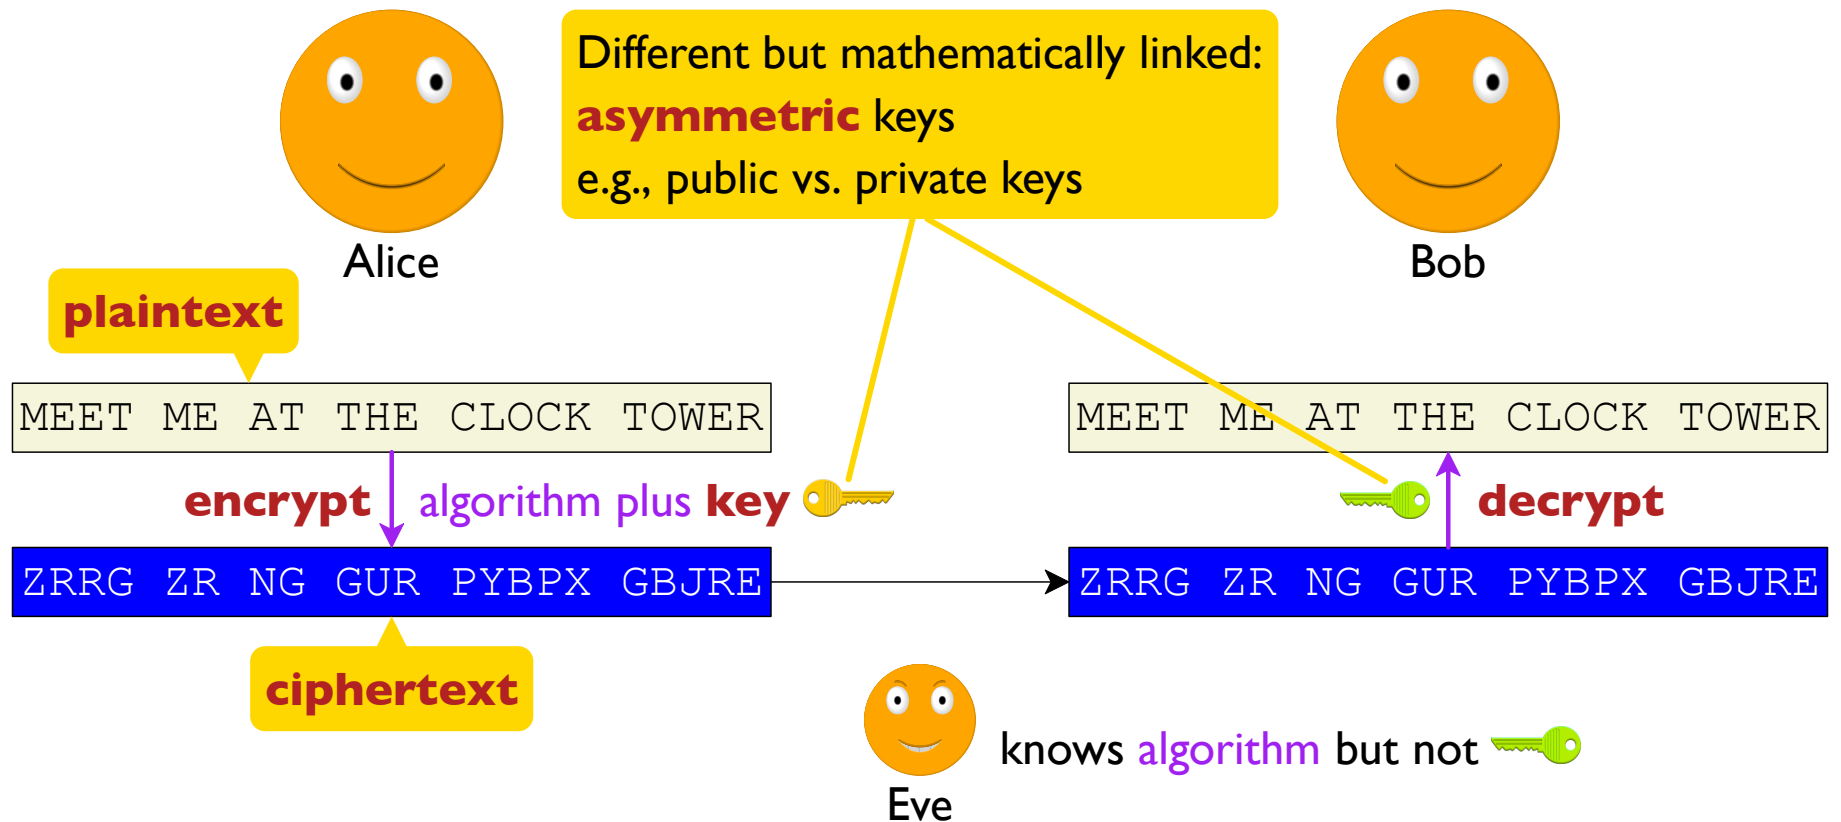 Different but mathematically linked:
asymmetric keys
e.g., public vs. private keys
Alice
Bob
plaintext
MEET ME AT THE CLOCK TOWER
MEET ME AT THE CLOCK TOWER
encrypt algorithm plus key
decrypt
ZRRG ZR NG GUR PYBPX GBJRE
ZRRG ZR NG GUR PYBPX GBJRE
ciphertext
knows algorithm but not
Eve